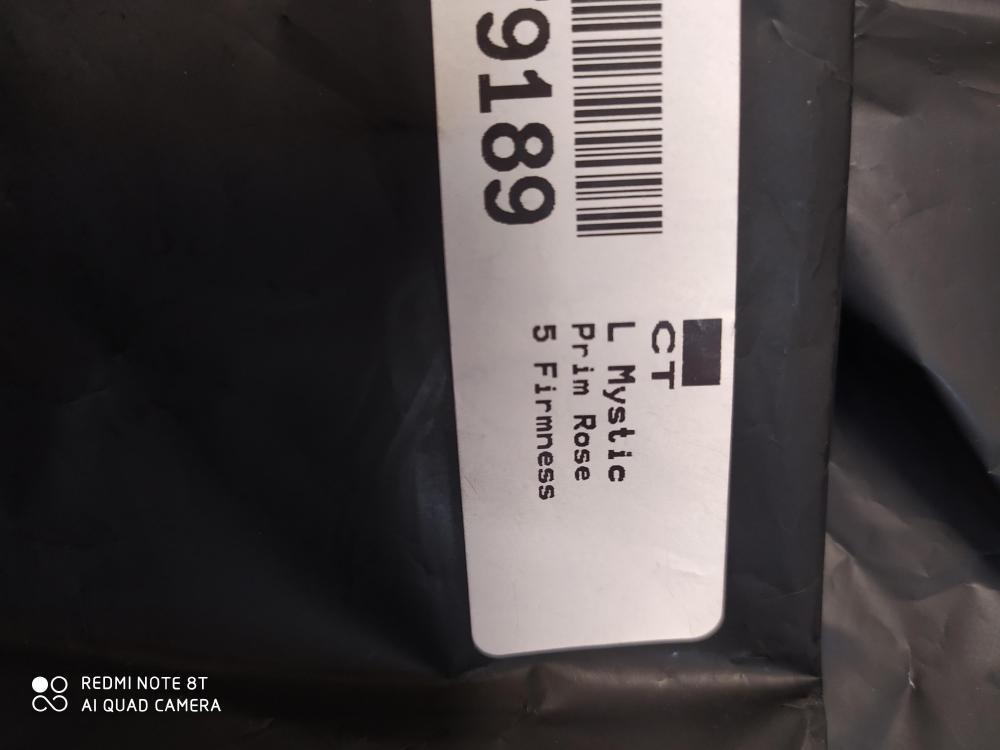 9189
CT
L Mystic
Prim Rose
5 Firmness
REDMI NOTE 8T
AI QUAD CAMERA